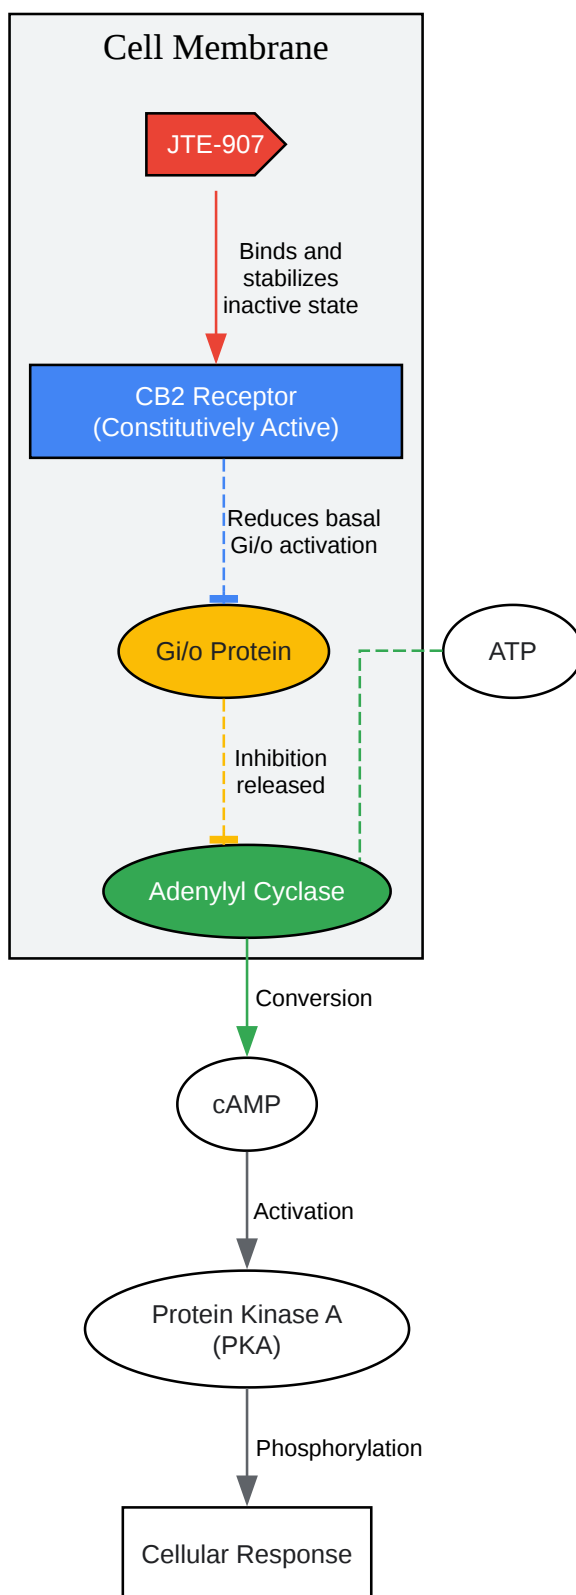 Cell Membrane
JTE-907
Binds and
stabilizes
inactive state
CB2 Receptor
(Constitutively Active)
Reduces basal
Gi/o activation
Gi/o Protein
ATP
Inhibition
released
Adenylyl Cyclase
Conversion
cAMP
Activation
Protein Kinase A
(PKA)
Phosphorylation
Cellular Response